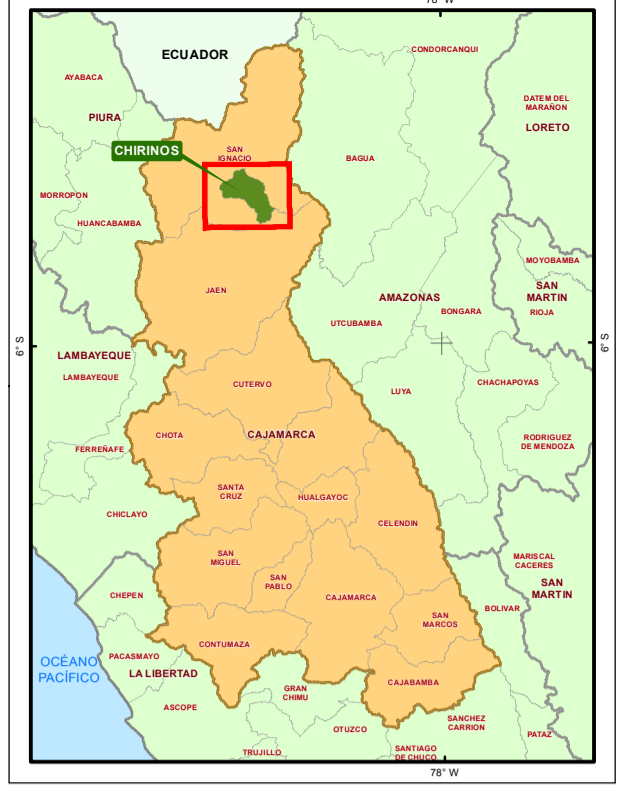 78° W
ECUADOR
CONDORCANQUI
AYABACA
DATEM DEL
MARAÑON
PIURA
LORETO
CHIRINOS
SAN
IGNACIO
BAGUA
MORROPON
HUANCABAMBA
MOYOBAMBA
JAEN
SAN
MARTIN
AMAZONAS
BONGARA
RIOJA
UTCUBAMBA
6° S
6° S
LAMBAYEQUE
LAMBAYEQUE
CUTERVO
LUYA
CHACHAPOYAS
CHOTA
CAJAMARCA
RODRIGUEZ
DE MENDOZA
FERREÑAFE
SANTA
CRUZ
HUALGAYOC
CHICLAYO
CELENDIN
SAN
MIGUEL
MARISCAL
CACERES
SAN
PABLO
SAN
MARTIN
CHEPEN
CAJAMARCA
BOLIVAR
SAN
MARCOS
CONTUMAZA
OCÉANO
PACÍFICO
PACASMAYO
LA LIBERTAD
CAJABAMBA
GRAN
CHIMU
ASCOPE
SANCHEZ
CARRION
OTUZCO
PATAZ
TRUJILLO
SANTIAGO
DE CHUCO
78° W